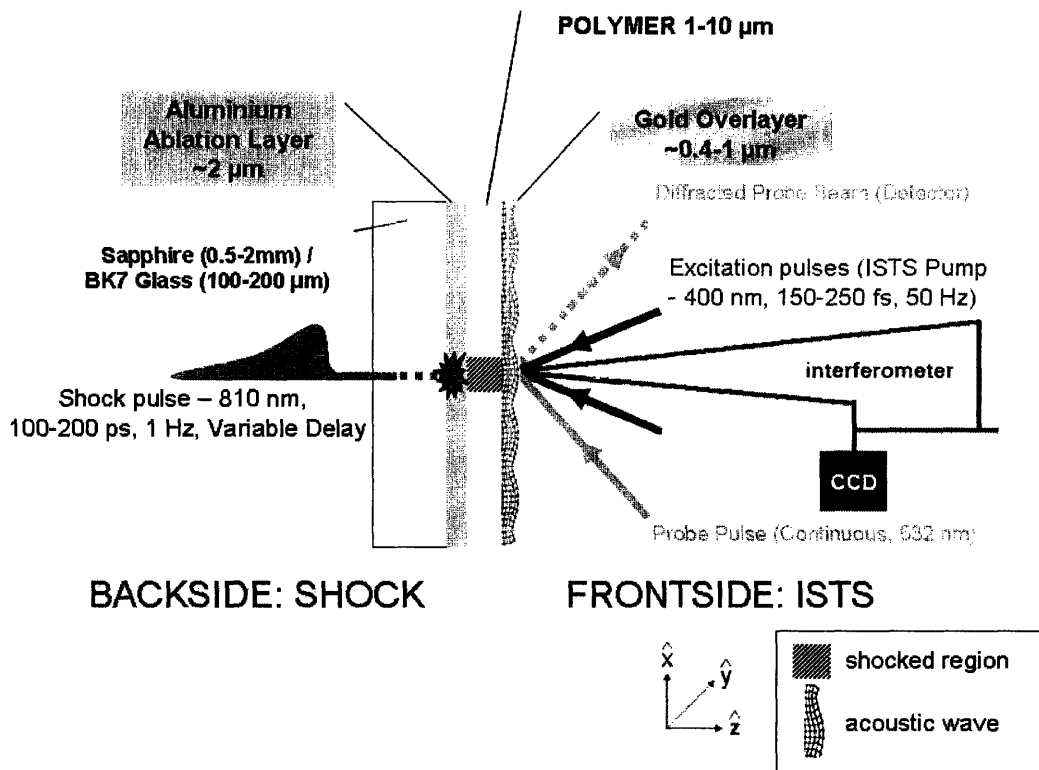 POLYMER 1-10 µm
Aluminium
Ablation Layer
~2 µm
Gold Overlayer
~0.4-1 µm
Diffracted Probe Beam (Detector)
Sapphire (0.5-2mm) /
BK7 Glass (100-200 µm)
Excitation pulses (ISTS Pump
- 400 nm, 150-250 fs, 50 Hz)
interferometer
Shock pulse – 810 nm,
100-200 ps, 1 Hz, Variable Delay
CCD
Probe Pulse (Continuous, 532 nm)
BACKSIDE: SHOCK
FRONTSIDE: ISTS
x̂
ŷ
ẑ
shocked region
acoustic wave